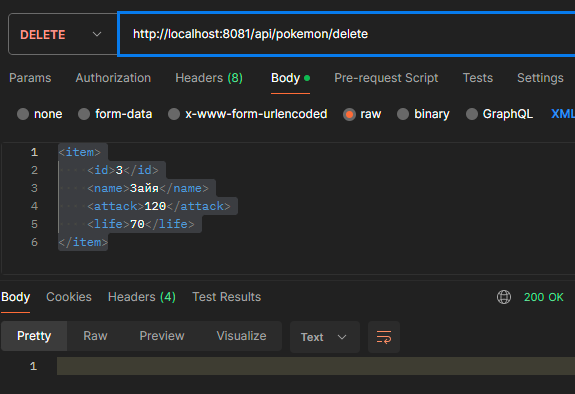 DELETE http://localhost:8081/api/pokemon/delete
Params Authorization Headers (8) Body Pre-request Script Tests Settings
none form-data x-www-form-urlencoded raw binary GraphQL XML
1 <item>
2 <id>3</id>
3 <name>Зайя</name>
4 <attack>120</attack>
5 <life>70</life>
6 </item>
Body Cookies Headers (4) Test Results 200 OK
Pretty Raw Preview Visualize Text
1